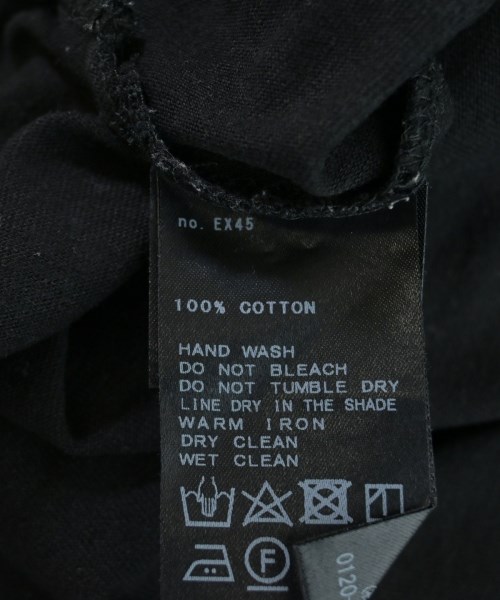 no. EX45
100% COTTON
HAND WASH
DO NOT BLEACH
DO NOT TUMBLE DRY
LINE DRY IN THE SHADE
WARM IRON
DRY CLEAN
WET CLEAN
F
0120-